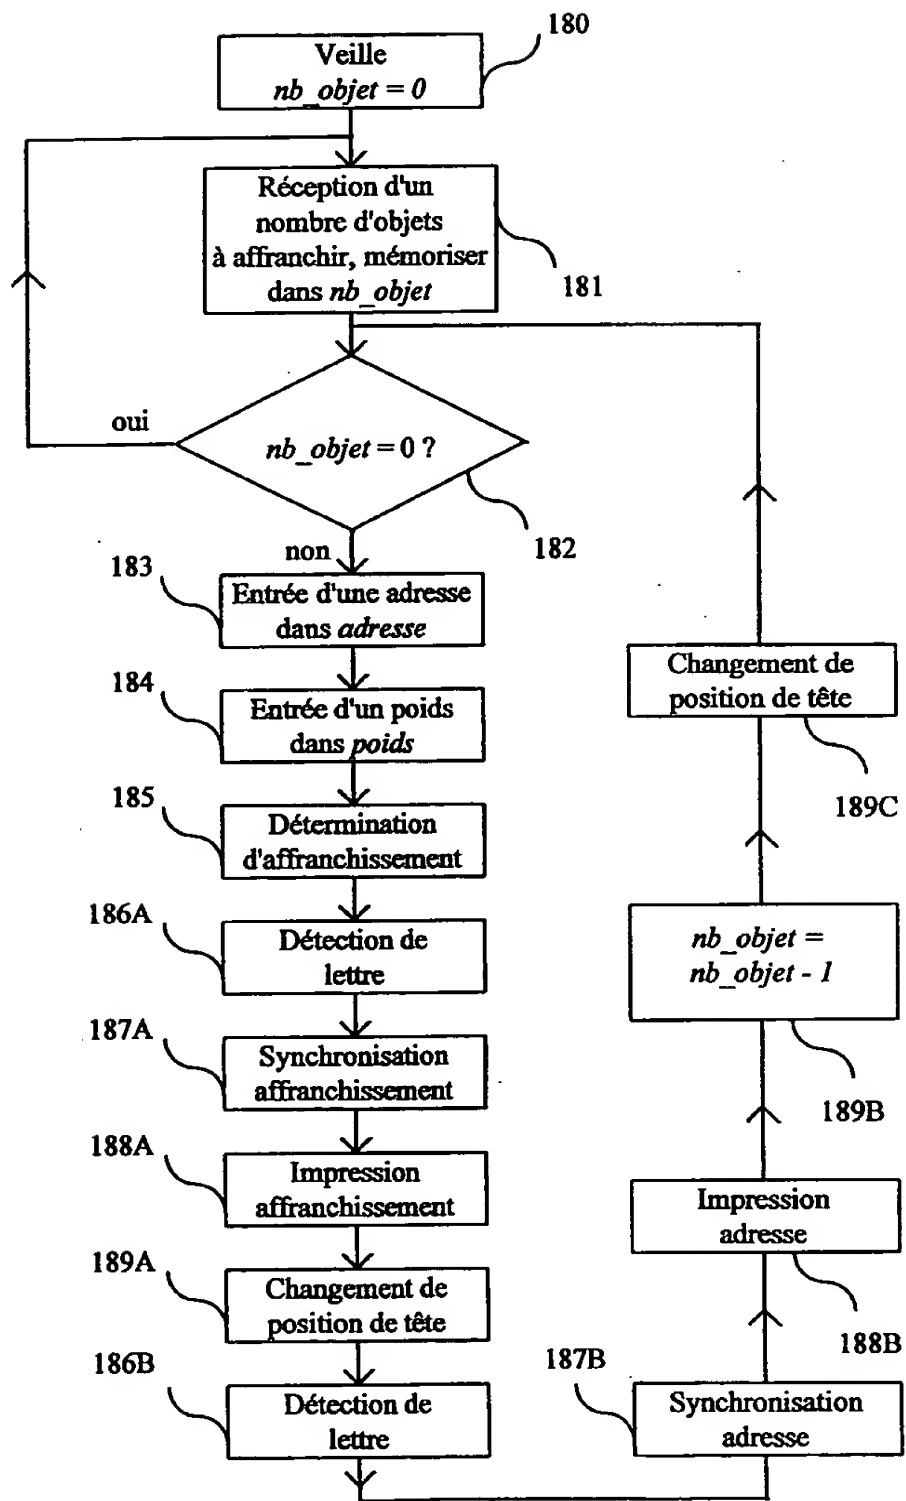 180
Veille
nb_objet = 0
Réception d'un
nombre d'objets
à affranchir, mémoriser
dans nb_objet
181
oui
nb_objet = 0 ?
182
non
183
Entrée d'une adresse
dans adresse
184
Entrée d'un poids
dans poids
185
Détermination
d'affranchissement
186A
Détection de
lettre
187A
Synchronisation
affranchissement
188A
Impression
affranchissement
189A
Changement de
position de tête
186B
Détection de
lettre
187B
Synchronisation
adresse
188B
Impression
adresse
189B
nb_objet =
nb_objet - 1
189C
Changement de
position de tête